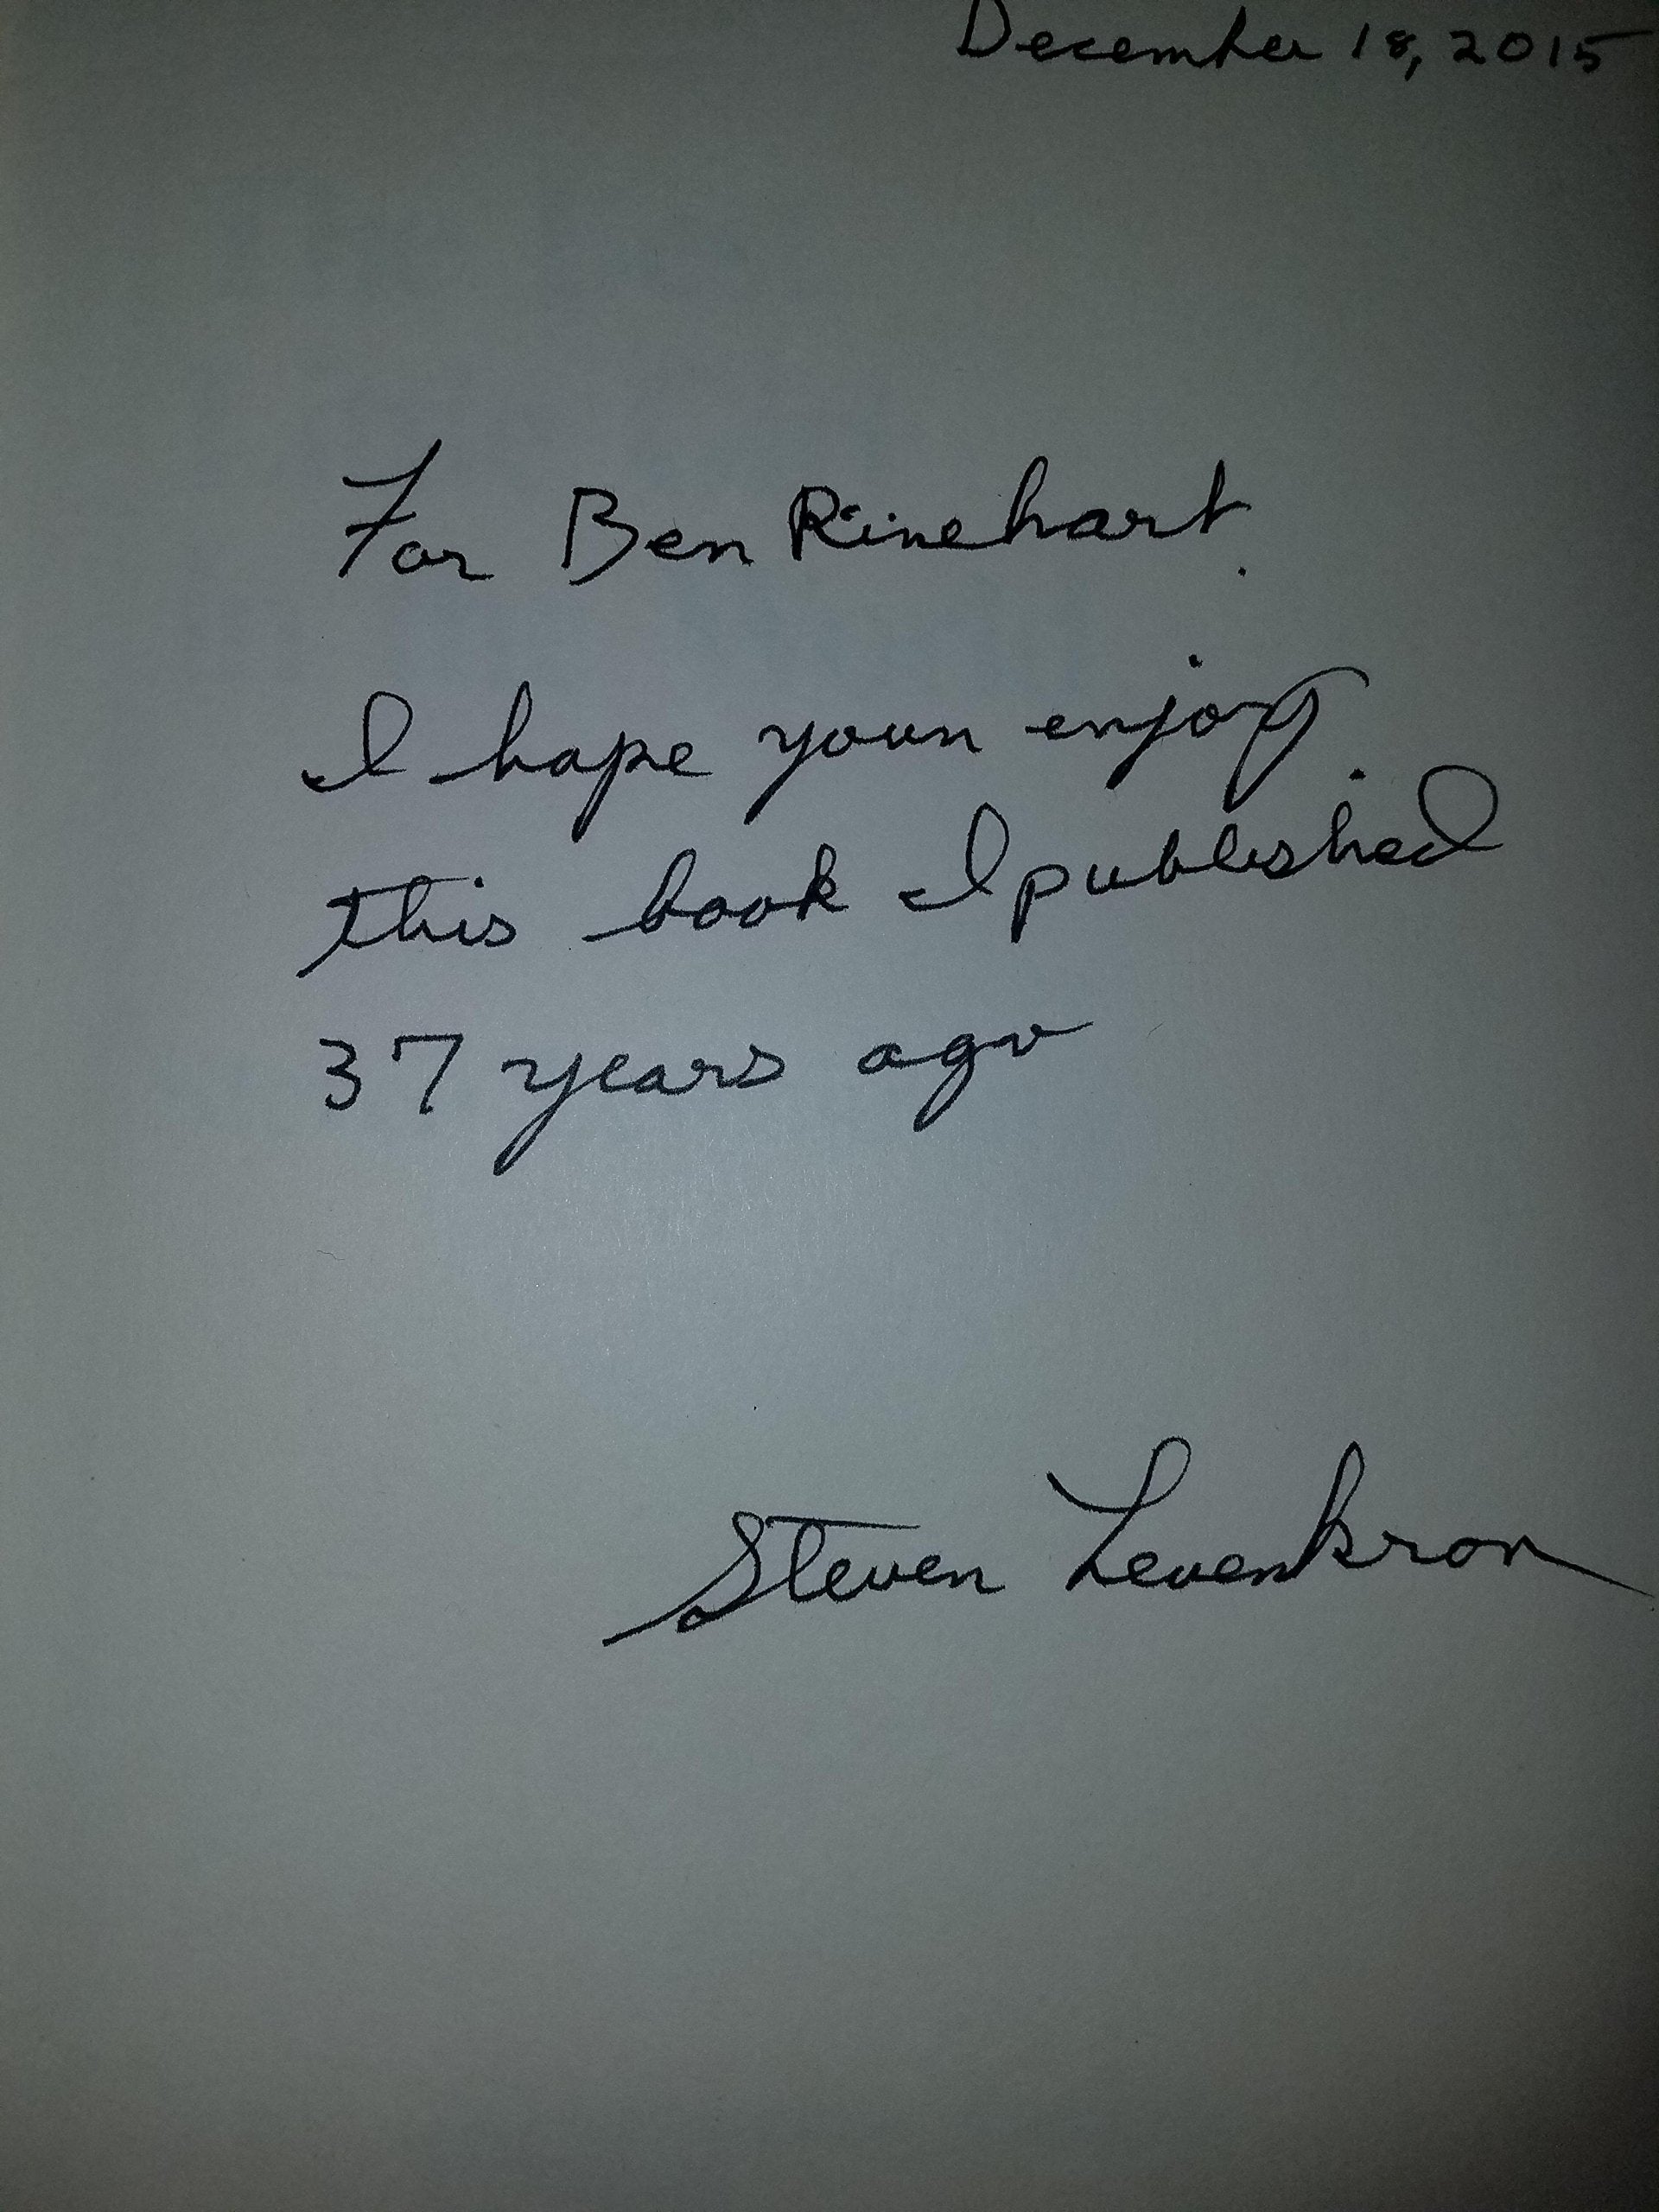 December 18, 2015
For Ben Rinehart.
I hope youn enjoy
this book I published
37 years ago
Steven Levenkron